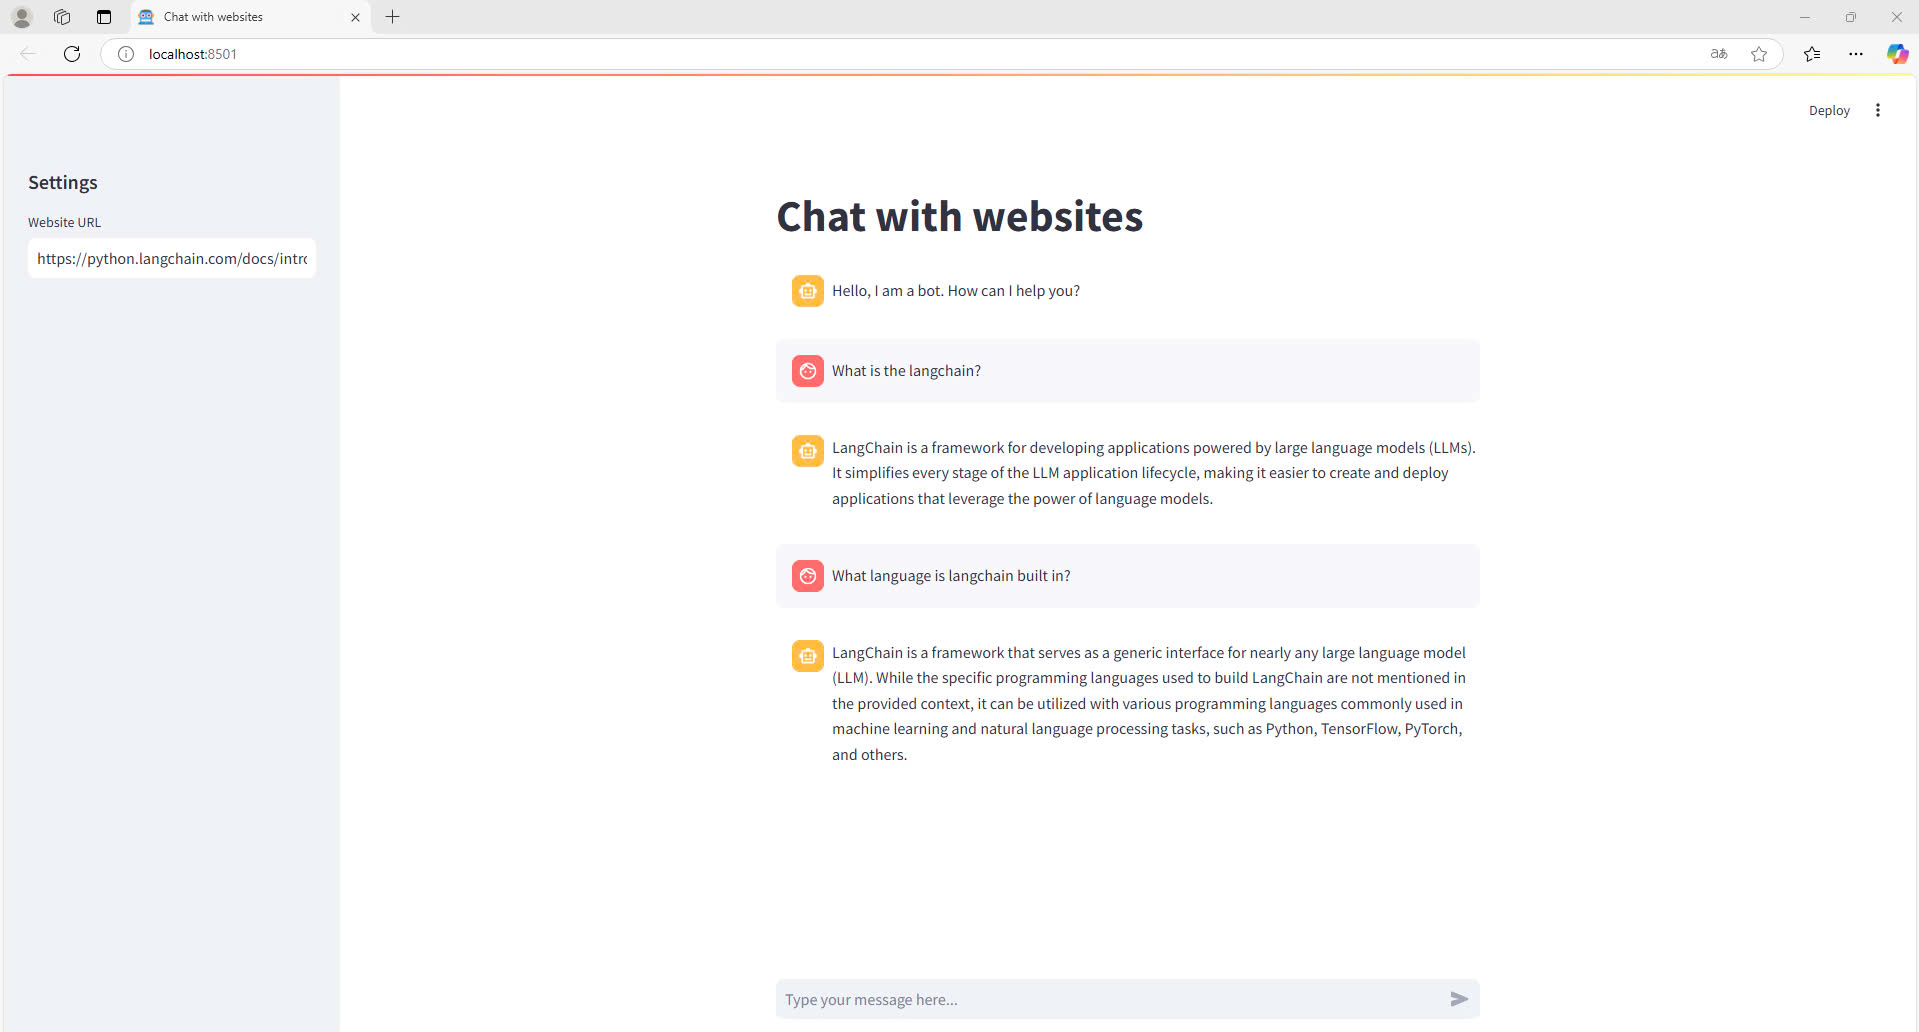 Chat with websites
localhost:8501
Deploy
Settings
Website URL
https://python.langchain.com/docs/intro
Chat with websites
Hello, I am a bot. How can I help you?
What is the langchain?
LangChain is a framework for developing applications powered by large language models (LLMs).
It simplifies every stage of the LLM application lifecycle, making it easier to create and deploy
applications that leverage the power of language models.
What language is langchain built in?
LangChain is a framework that serves as a generic interface for nearly any large language model
(LLM). While the specific programming languages used to build LangChain are not mentioned in
the provided context, it can be utilized with various programming languages commonly used in
machine learning and natural language processing tasks, such as Python, TensorFlow, PyTorch,
and others.
Type your message here...